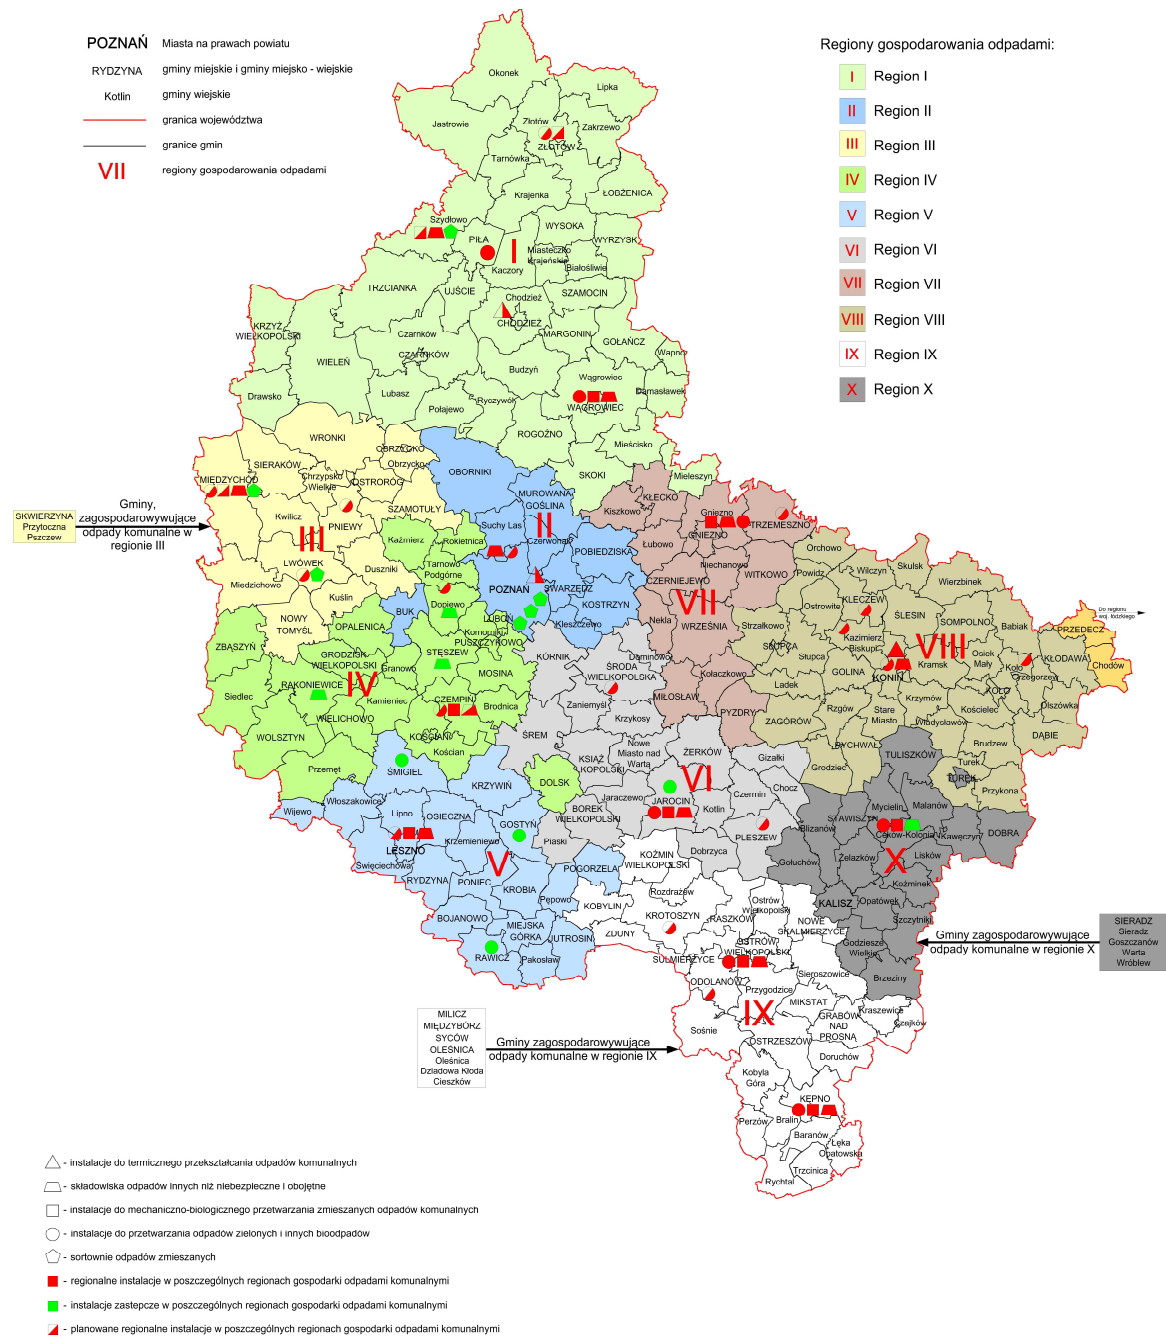 POZNAŃ Miasta na prawach powiatu
RYDZYNA gminy miejskie i gminy miejsko - wiejskie
Kotlin gminy wiejskie
granica województwa
granice gmin
VII regiony gospodarowania odpadami
Regiony gospodarowania odpadami:
I Region I
II Region II
III Region III
IV Region IV
V Region V
VI Region VI
VII Region VII
VIII Region VIII
IX Region IX
X Region X
Okonek
Lipka
Jastrowie
Złotów
Zakrzewo
ZŁOTÓW
Tarnówka
Krajenka
ŁOBŻENICA
Szydłowo
WYSOKA
PIŁA
I
Miasteczko
Krajeńskie
WYRZYSK
Kaczory
Białośliwie
TRZCIANKA
UJŚCIE
Chodzież
SZAMOCIN
CHODZIEŻ
KRZYŻ
WIELKOPOLSKI
Czarnków
MARGONIN
GOŁAŃCZ
CZARNKÓW
Wapno
WIELEŃ
Budzyń
Wągrowiec
Damasławek
Drawsko
Lubasz
Ryczywół
WĄGROWIEC
Połajewo
ROGOŹNO
Mieścisko
SKOKI
Mieleszyn
WRONKI
OBRZYCKO
Obrzycko
SIERAKÓW
MIĘDZYCHÓD
Chrzypsko
Wielkie
OSTRORÓG
Kwilicz
PNIEWY
SZAMOTUŁY
III
LWÓWEK
Duszniki
Miedzichowo
Kuślin
NOWY
TOMYŚL
SKWIERZYNA
Przytoczna
Pszczew
Gminy,
zagospodarowywujące
odpady komunalne w
regionie III
OBORNIKI
MUROWANA
GOŚLINA
II
Suchy Las
Czerwonak
POBIEDZISKA
POZNAŃ
SWARZĘDZ
KOSTRZYN
LUBOŃ
Kleszczewo
BUK
Kaźmierz
Rokietnica
Tarnowo
Podgórne
Dopiewo
Komorniki
PUSZCZYKOWO
OPALENICA
STĘSZEW
ZBĄSZYŃ
GRODZISK
WIELKOPOLSKI
Granowo
MOSINA
RAKONIEWICE
IV
Siedlec
Kamieniec
CZEMPIŃ
Brodnica
WIELICHOWO
WOLSZTYN
KOŚCIAN
Kościan
Przemęt
DOLSK
KŁECKO
Kiszkowo
Gniezno
TRZEMESZNO
GNIEZNO
Łubowo
Niechanowo
CZERNIEJEWO
WITKOWO
VII
Nekla
WRZEŚNIA
Kołaczkowo
MIŁOSŁAW
PYZDRY
Orchowo
Powidz
Wilczyn
Skulsk
Wierzbinek
KLECZEW
Ostrowite
ŚLESIN
SOMPOLNO
Strzałkowo
Kazimierz
Biskupi
Babiak
VIII
SŁUPCA
Słupca
Kramsk
Osiek
Mały
Koło
KŁODAWA
GOLINA
KONIN
Grzegorzew
Lądek
KOŁO
Olszówka
Krzymów
Kościelec
ZAGÓRÓW
Rzgów
Stare
Miasto
Władysławów
DĄBIE
RYCHWAŁ
Brudzew
Grodziec
Turek
TUREK
Przykona
PRZEDECZ
Chodów
Do regionu
woj. łódzkiego
KÓRNIK
Dominowo
ŚRODA
WIELKOPOLSKA
Zaniemyśl
Krzykosy
ŚREM
Nowe
Miasto nad
Wartą
ŻERKÓW
Gizałki
KSIĄŻ
WIELKOPOLSKI
VI
Chocz
Czermin
Jaraczewo
JAROCIN
Kotlin
BOREK
WIELKOPOLSKI
PLESZEW
Piaski
Dobrzyca
ŚMIGIEL
KRZYWIŃ
Włoszakowice
Wijewo
Lipno
OSIECZNA
GOSTYŃ
Krzemieniewo
LESZNO
Święciechowa
V
POGORZELA
RYDZYNA
PONIEC
KROBIA
Pępowo
BOJANOWO
MIEJSKA
GÓRKA
JUTROSIN
RAWICZ
Pakosław
TULISZKÓW
Mycielin
Malanów
STAWISZYN
Blizanów
Ceków-Kolonia
Kawęczyn
DOBRA
Gołuchów
Żelazków
X
Lisków
Koźminek
KALISZ
Opatówek
Szczytniki
Godziesze
Wielkie
Brzeziny
SIERADZ
Sieradz
Goszczanów
Warta
Wróblew
Gminy zagospodarowywujące
odpady komunalne w regionie X
KOŹMIN
WIELKOPOLSKI
Rozdrażew
KOBYLIN
KROTOSZYN
RASZKÓW
Ostrów
Wielkopolski
NOWE
SKALMIERZYCE
ZDUNY
OSTRÓW
WIELKOPOLSKI
SULMIERZYCE
Sieroszewice
ODOLANÓW
Przygodzice
MIKSTAT
Kraszewice
IX
GRABÓW
NAD
PROSNĄ
Czajków
Sośnie
OSTRZESZÓW
Doruchów
Kobyla
Góra
KĘPNO
Perzów
Bralin
Baranów
Łęka
Opatowska
Trzcinica
Rychtal
MILICZ
MIĘDZYBÓRZ
SYCÓW
OLEŚNICA
Oleśnica
Dziadowa Kłoda
Cieszków
Gminy zagospodarowywujące
odpady komunalne w regionie IX
- instalacje do termicznego przekształcania odpadów komunalnych
- składowiska odpadów innych niż niebezpieczne i obojętne
- instalacje do mechaniczno-biologicznego przetwarzania zmieszanych odpadów komunalnych
- instalacje do przetwarzania odpadów zielonych i innych bioodpadów
- sortownie odpadów zmieszanych
- regionalne instalacje w poszczególnych regionach gospodarki odpadami komunalnymi
- instalacje zastępcze w poszczególnych regionach gospodarki odpadami komunalnymi
- planowane regionalne instalacje w poszczególnych regionach gospodarki odpadami komunalnymi